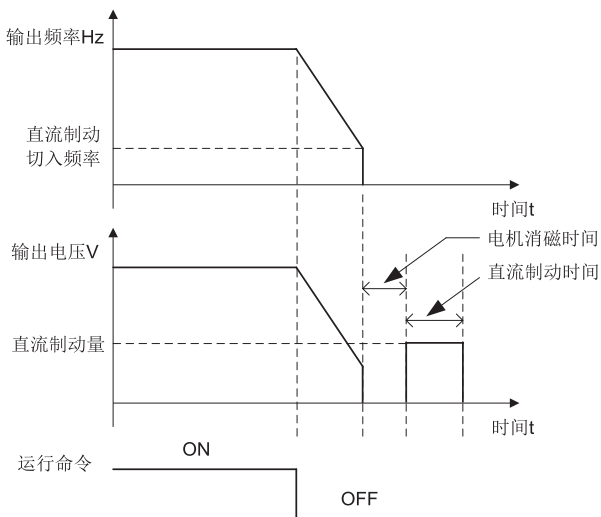 输出频率Hz
直流制动
切入频率
时间t
输出电压V
电机消磁时间
直流制动时间
直流制动量
时间t
运行命令
ON
OFF